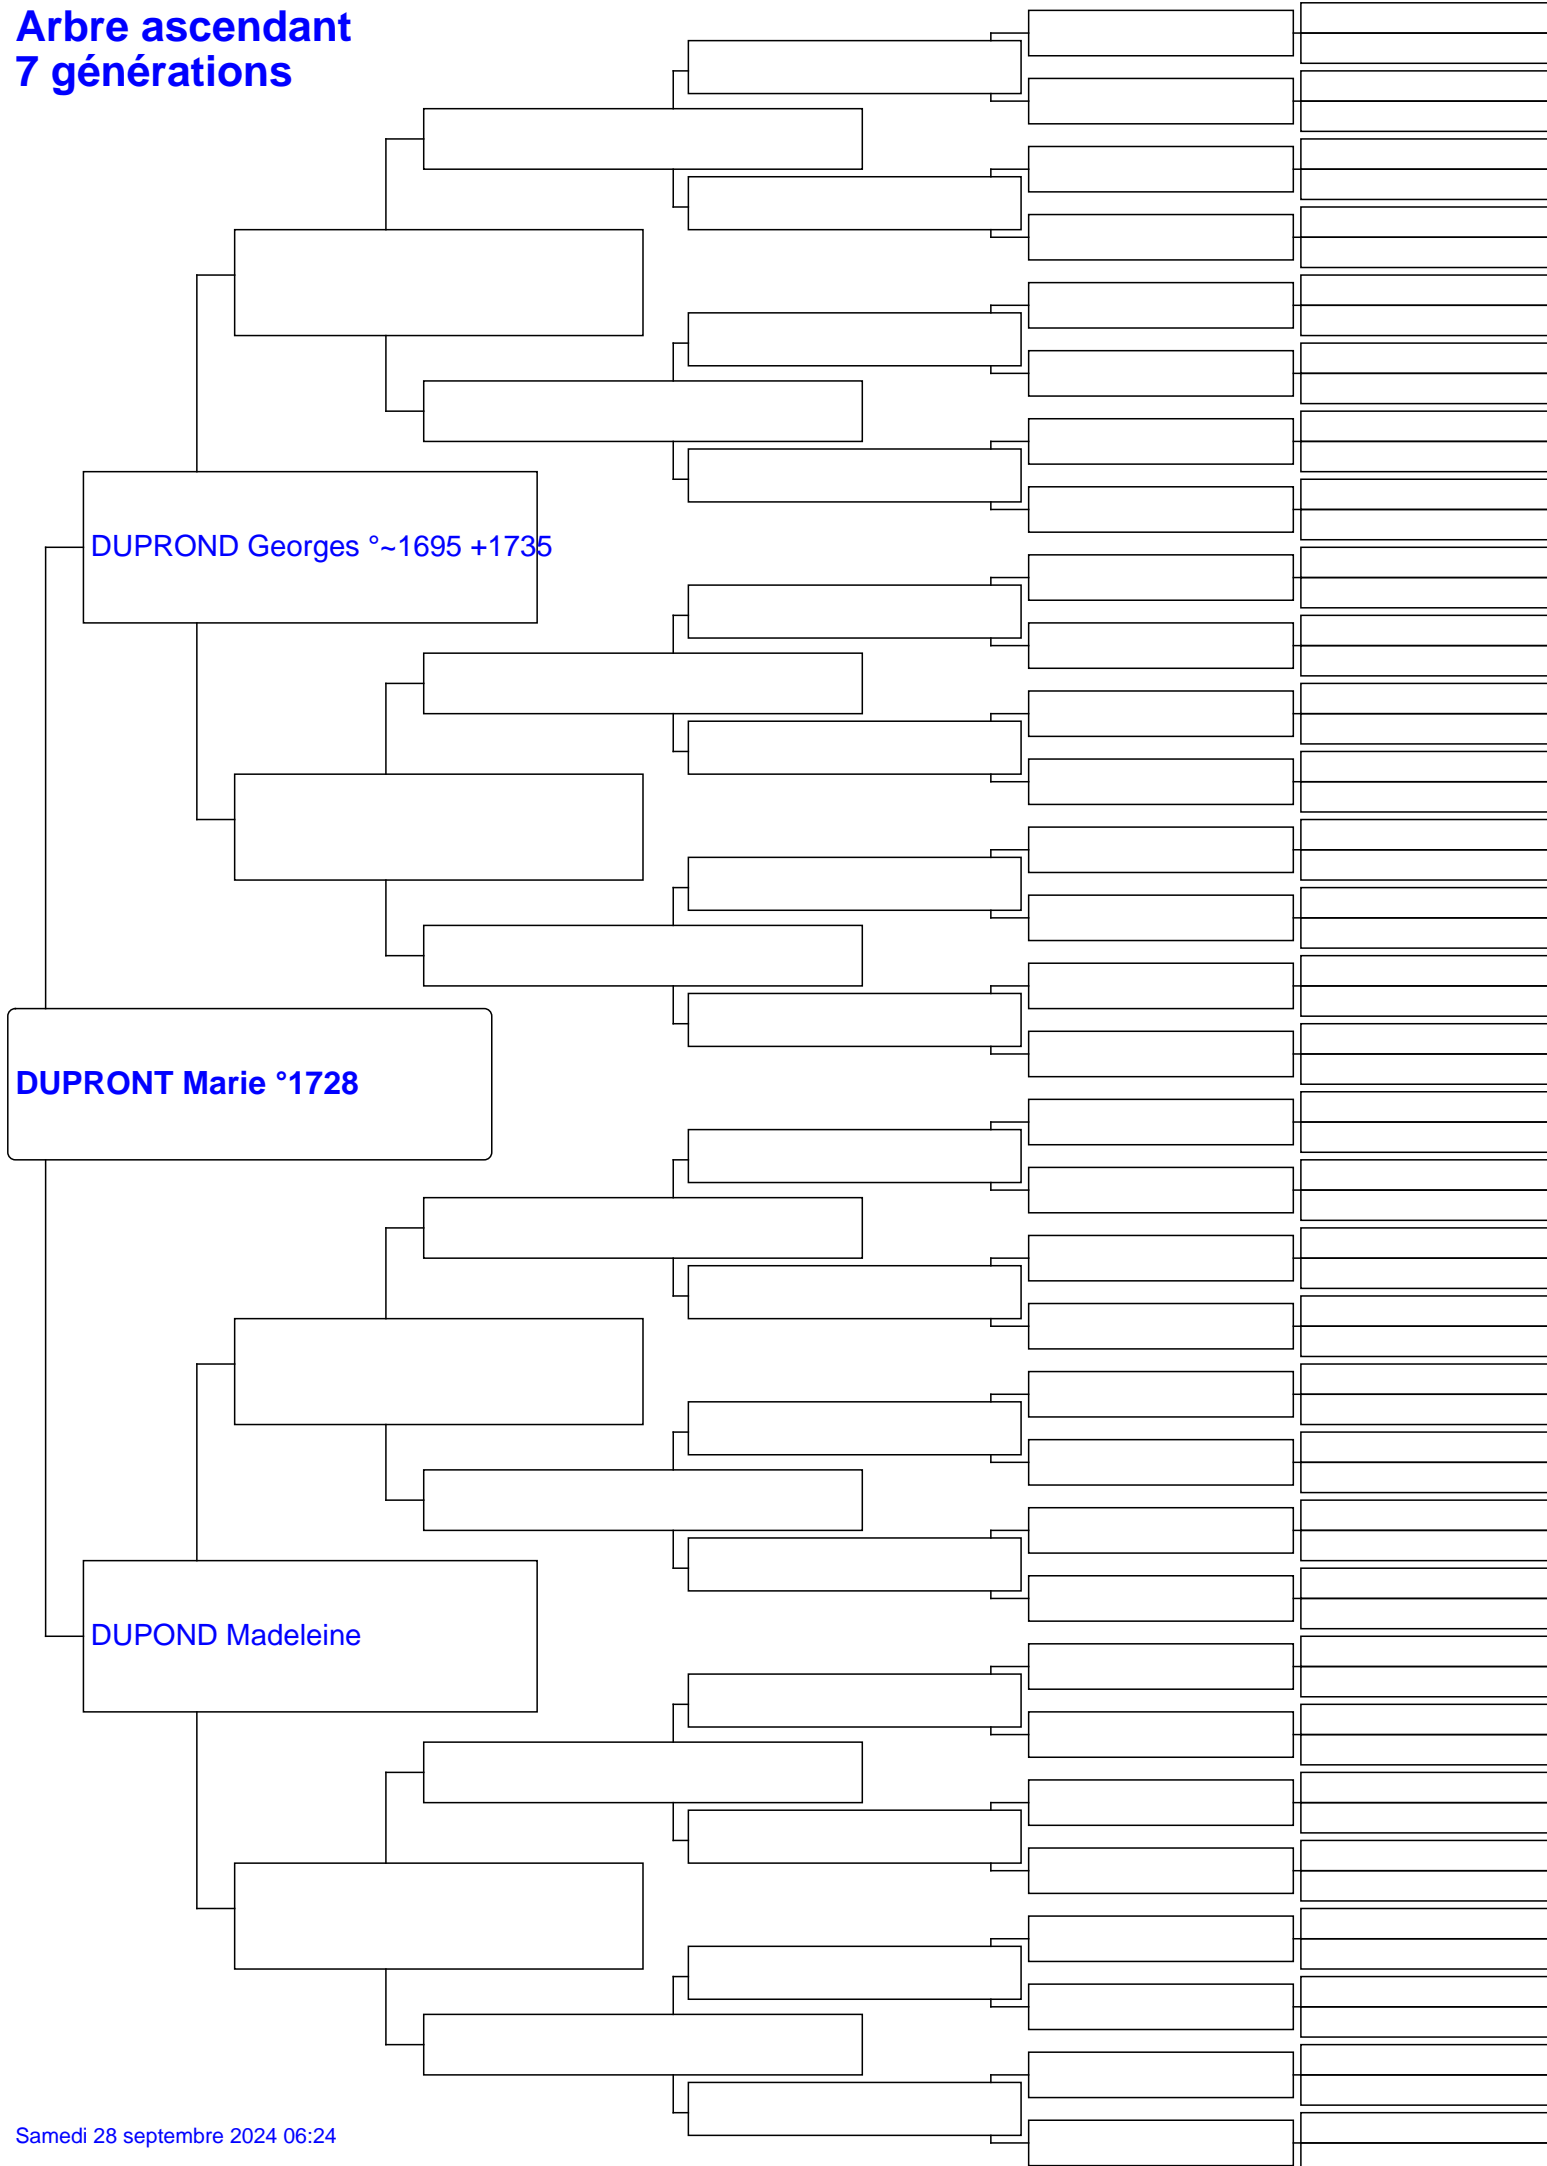 Arbre ascendant
7 générations
DUPROND Georges °~1695 +1735
DUPRONT Marie °1728
DUPOND Madeleine
Samedi 28 septembre 2024 06:24